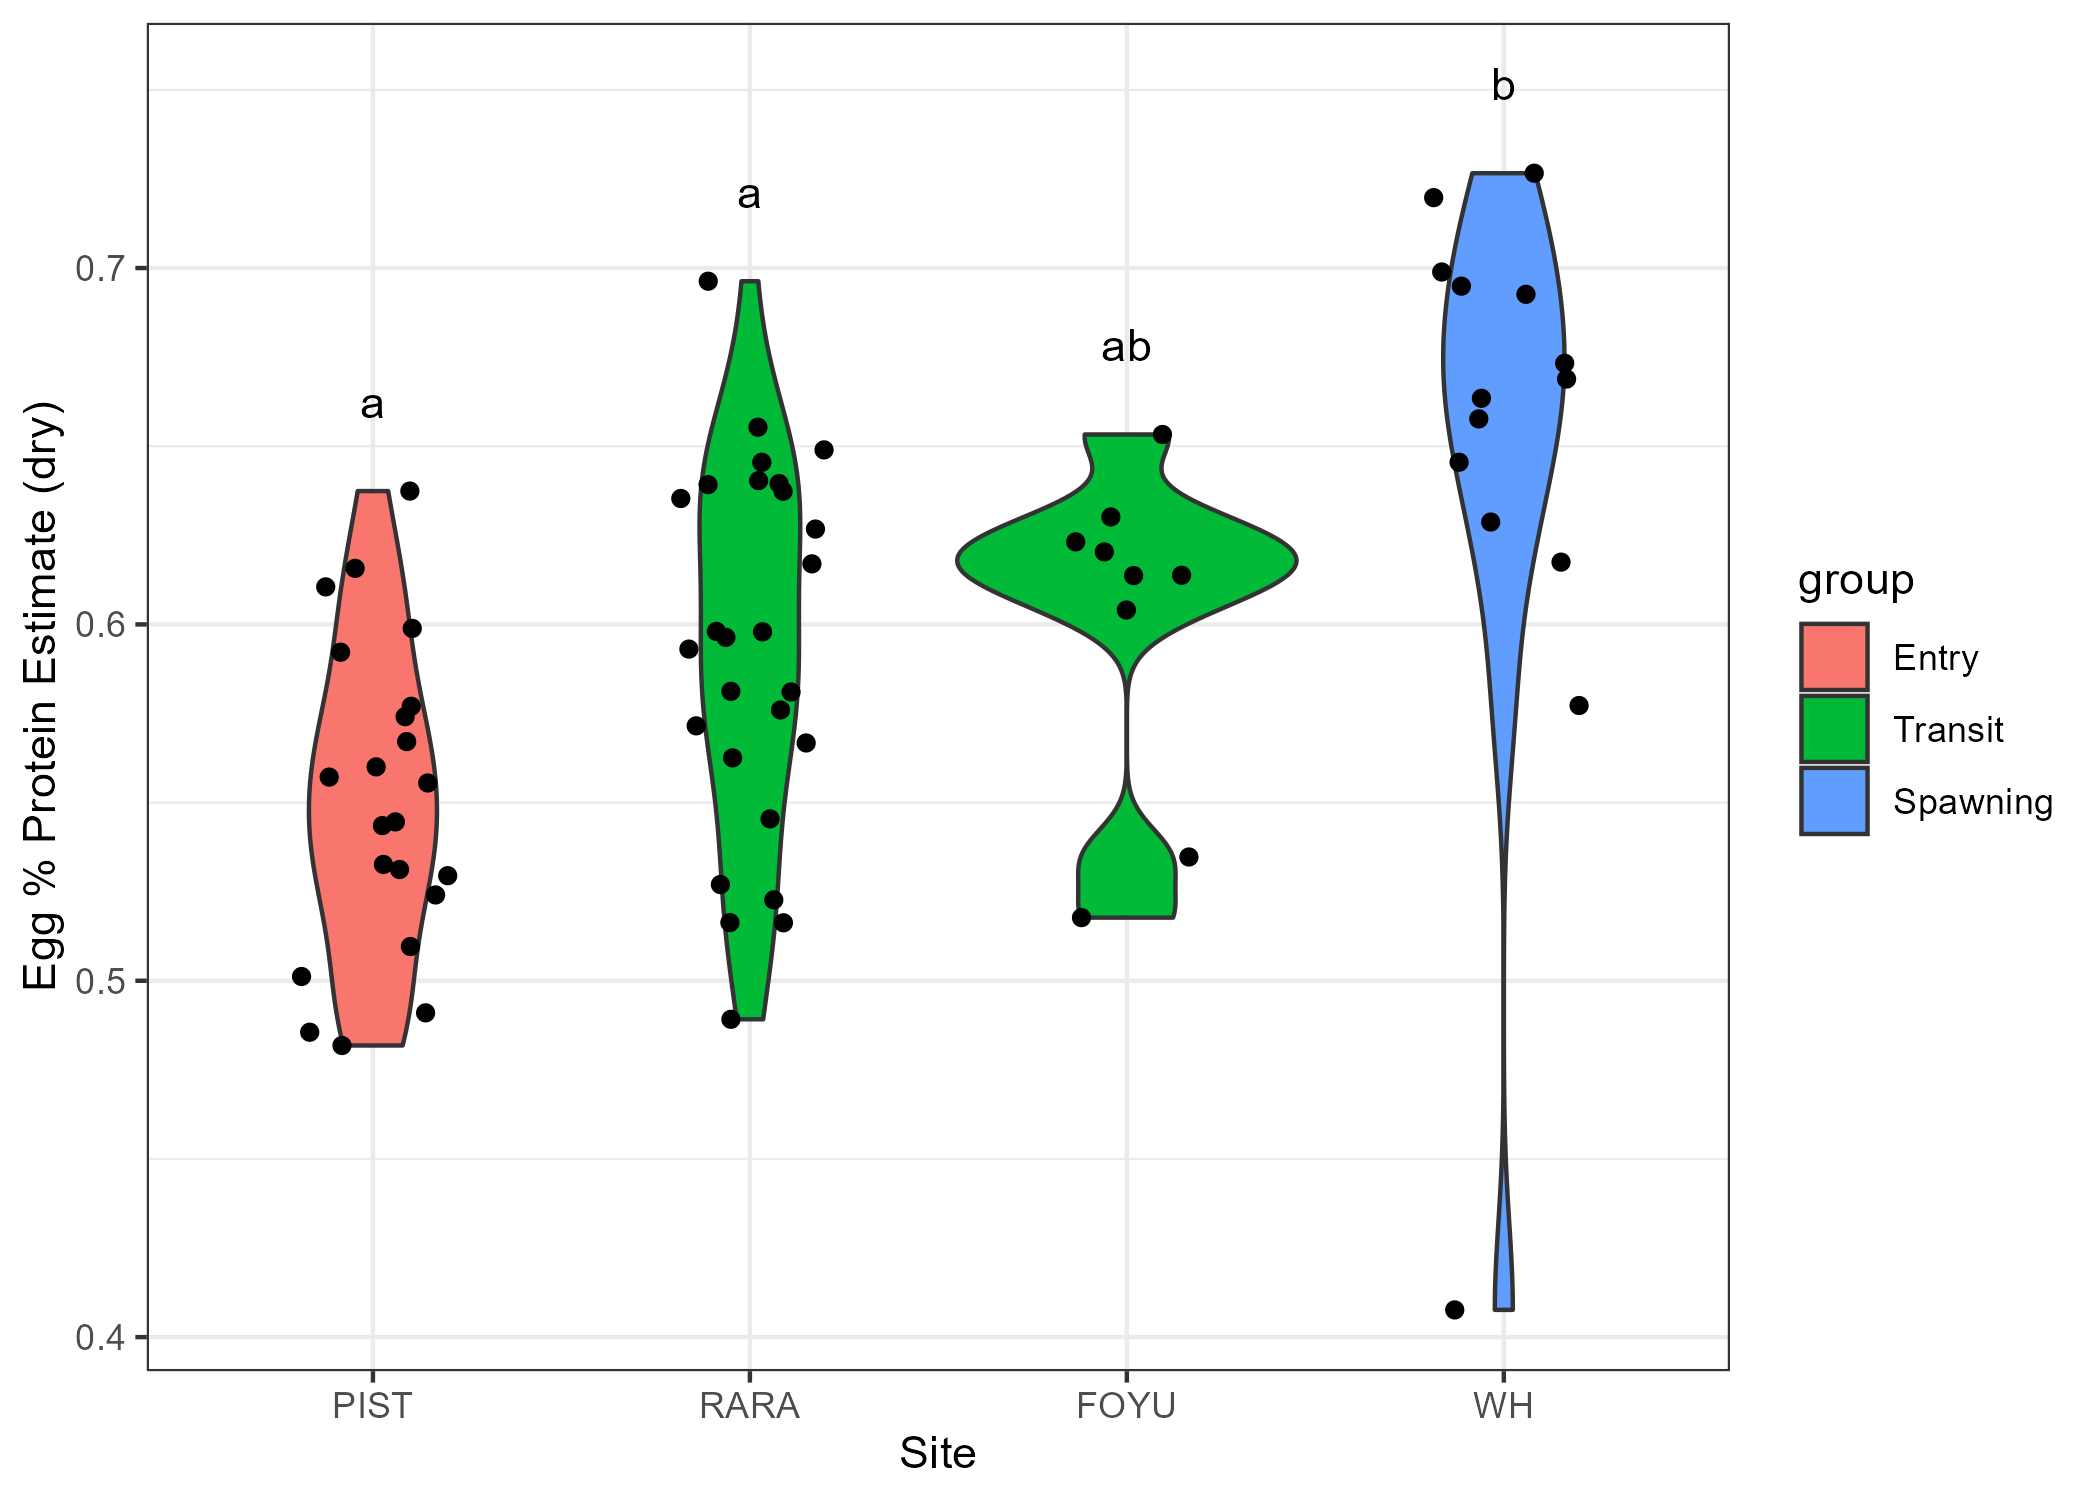 b
a
ab
a
0.7
0.6
0.5
0.4
Egg % Protein Estimate (dry)
PIST RARA FOYU WH
Site
group
Entry
Transit
Spawning